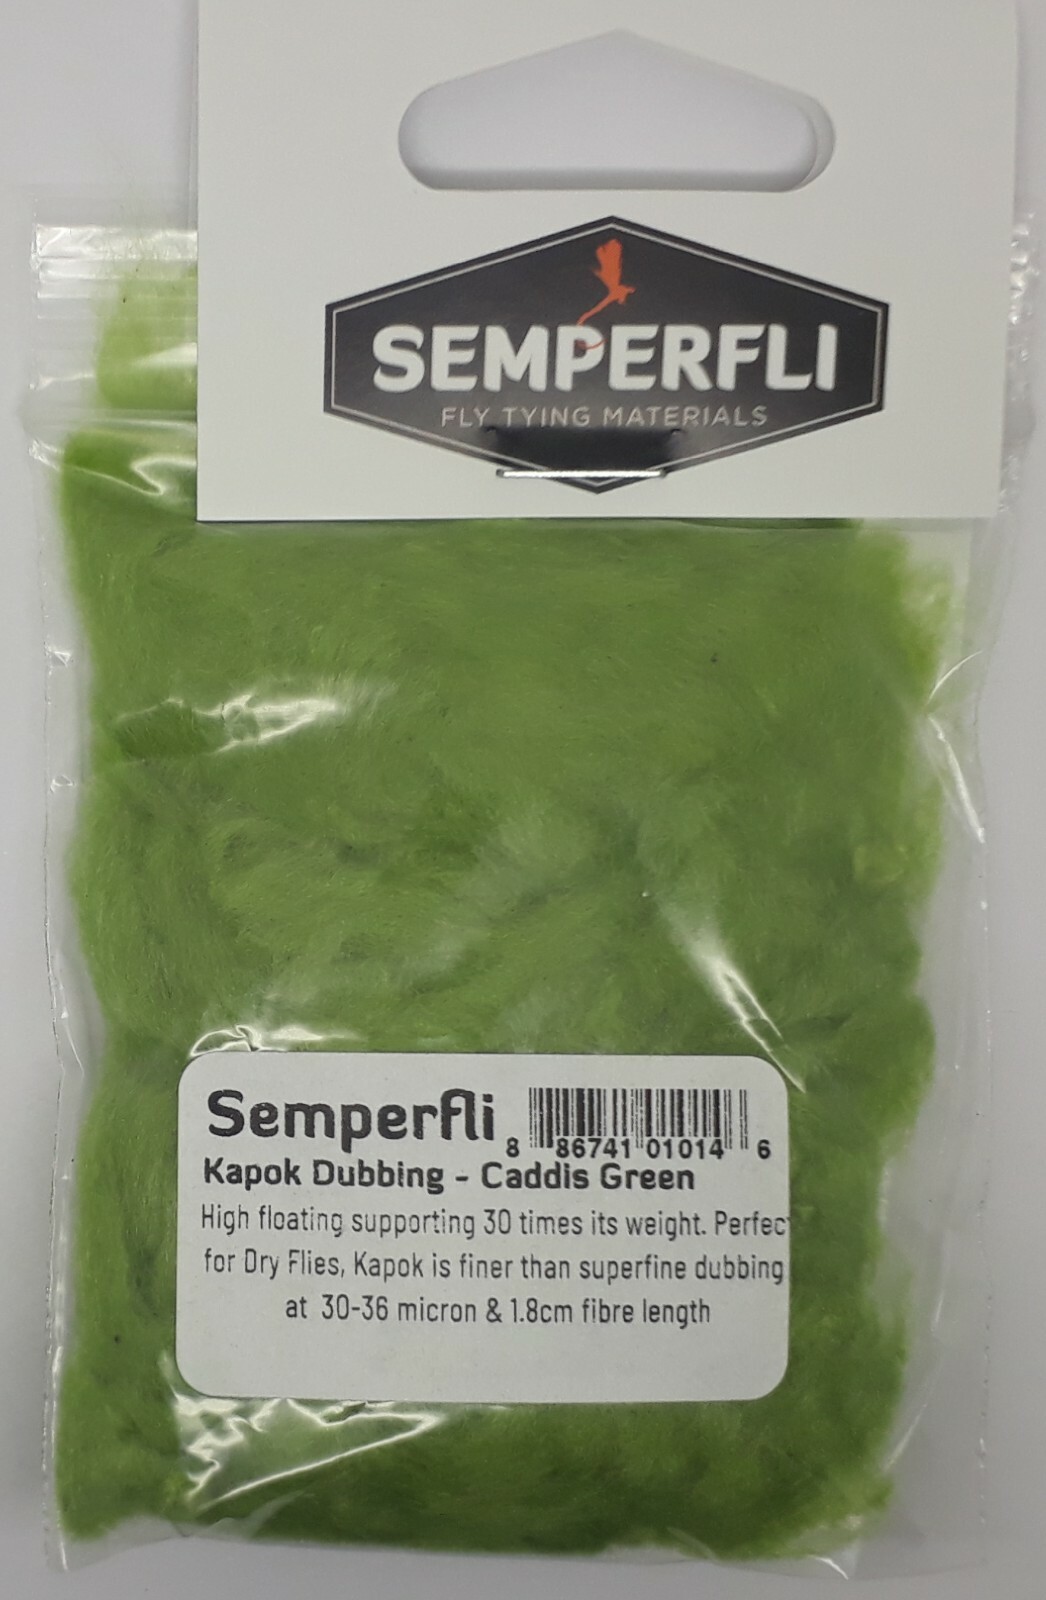 SEMPERFLI
FLY TYING MATERIALS
Semperfli
8 86741 01014 6
Kapok Dubbing - Caddis Green
High floating supporting 30 times its weight. Perfect
for Dry Flies, Kapok is finer than superfine dubbing
at 30-36 micron & 1.8cm fibre length